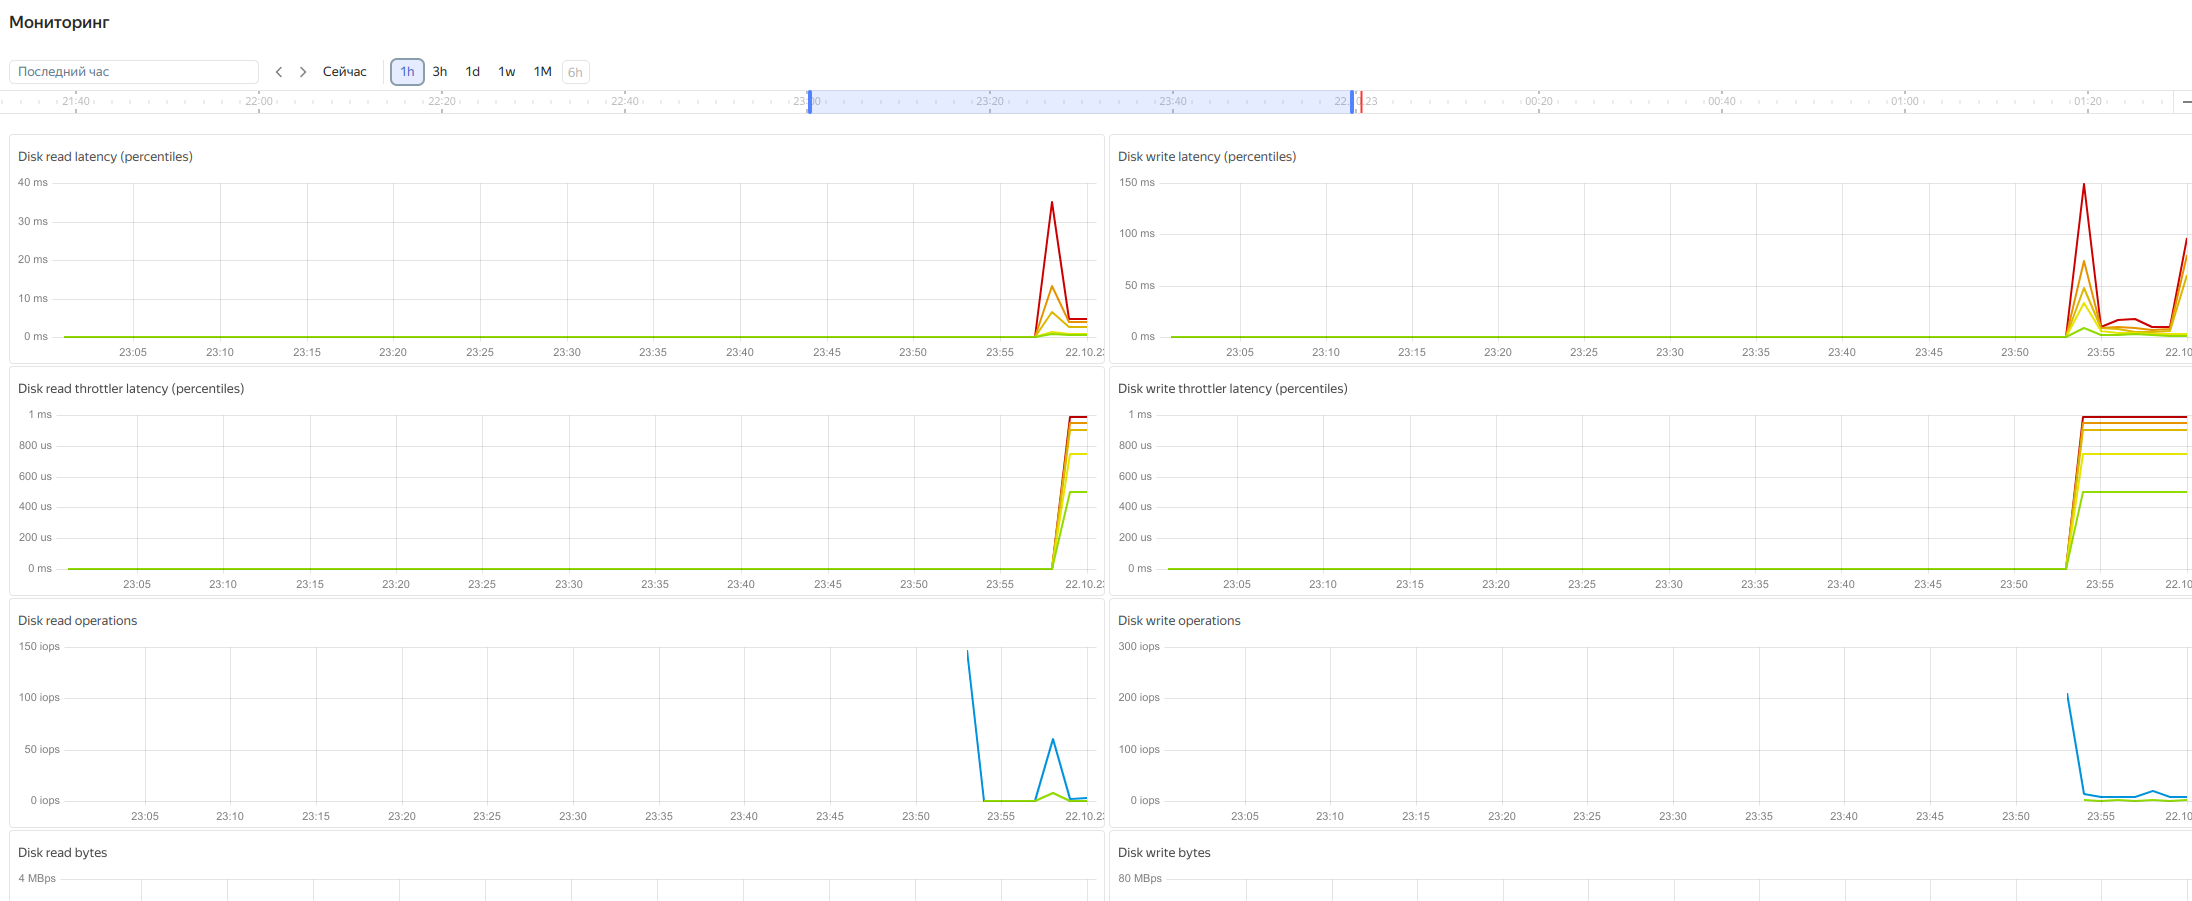 Мониторинг
Последний час Сейчас 1h 3h 1d 1w 1M 6h
21:40 22:00 22:20 22:40 23:00 23:20 23:40 00:20 00:40 01:00 01:20
Disk read latency (percentiles)
40 ms
30 ms
20 ms
10 ms
0 ms
23:05 23:10 23:15 23:20 23:25 23:30 23:35 23:40 23:45 23:50 23:55 22.10.2
Disk write latency (percentiles)
150 ms
100 ms
50 ms
0 ms
23:05 23:10 23:15 23:20 23:25 23:30 23:35 23:40 23:45 23:50 23:55 22.10
Disk read throttler latency (percentiles)
1 ms
800 us
600 us
400 us
200 us
0 ms
23:05 23:10 23:15 23:20 23:25 23:30 23:35 23:40 23:45 23:50 23:55 22.10.2
Disk write throttler latency (percentiles)
1 ms
800 us
600 us
400 us
200 us
0 ms
23:05 23:10 23:15 23:20 23:25 23:30 23:35 23:40 23:45 23:50 23:55 22.10
Disk read operations
150 iops
100 iops
50 iops
0 iops
23:05 23:10 23:15 23:20 23:25 23:30 23:35 23:40 23:45 23:50 23:55 22.10.2
Disk write operations
300 iops
200 iops
100 iops
0 iops
23:05 23:10 23:15 23:20 23:25 23:30 23:35 23:40 23:45 23:50 23:55 22.10
Disk read bytes
4 MBps
Disk write bytes
80 MBps